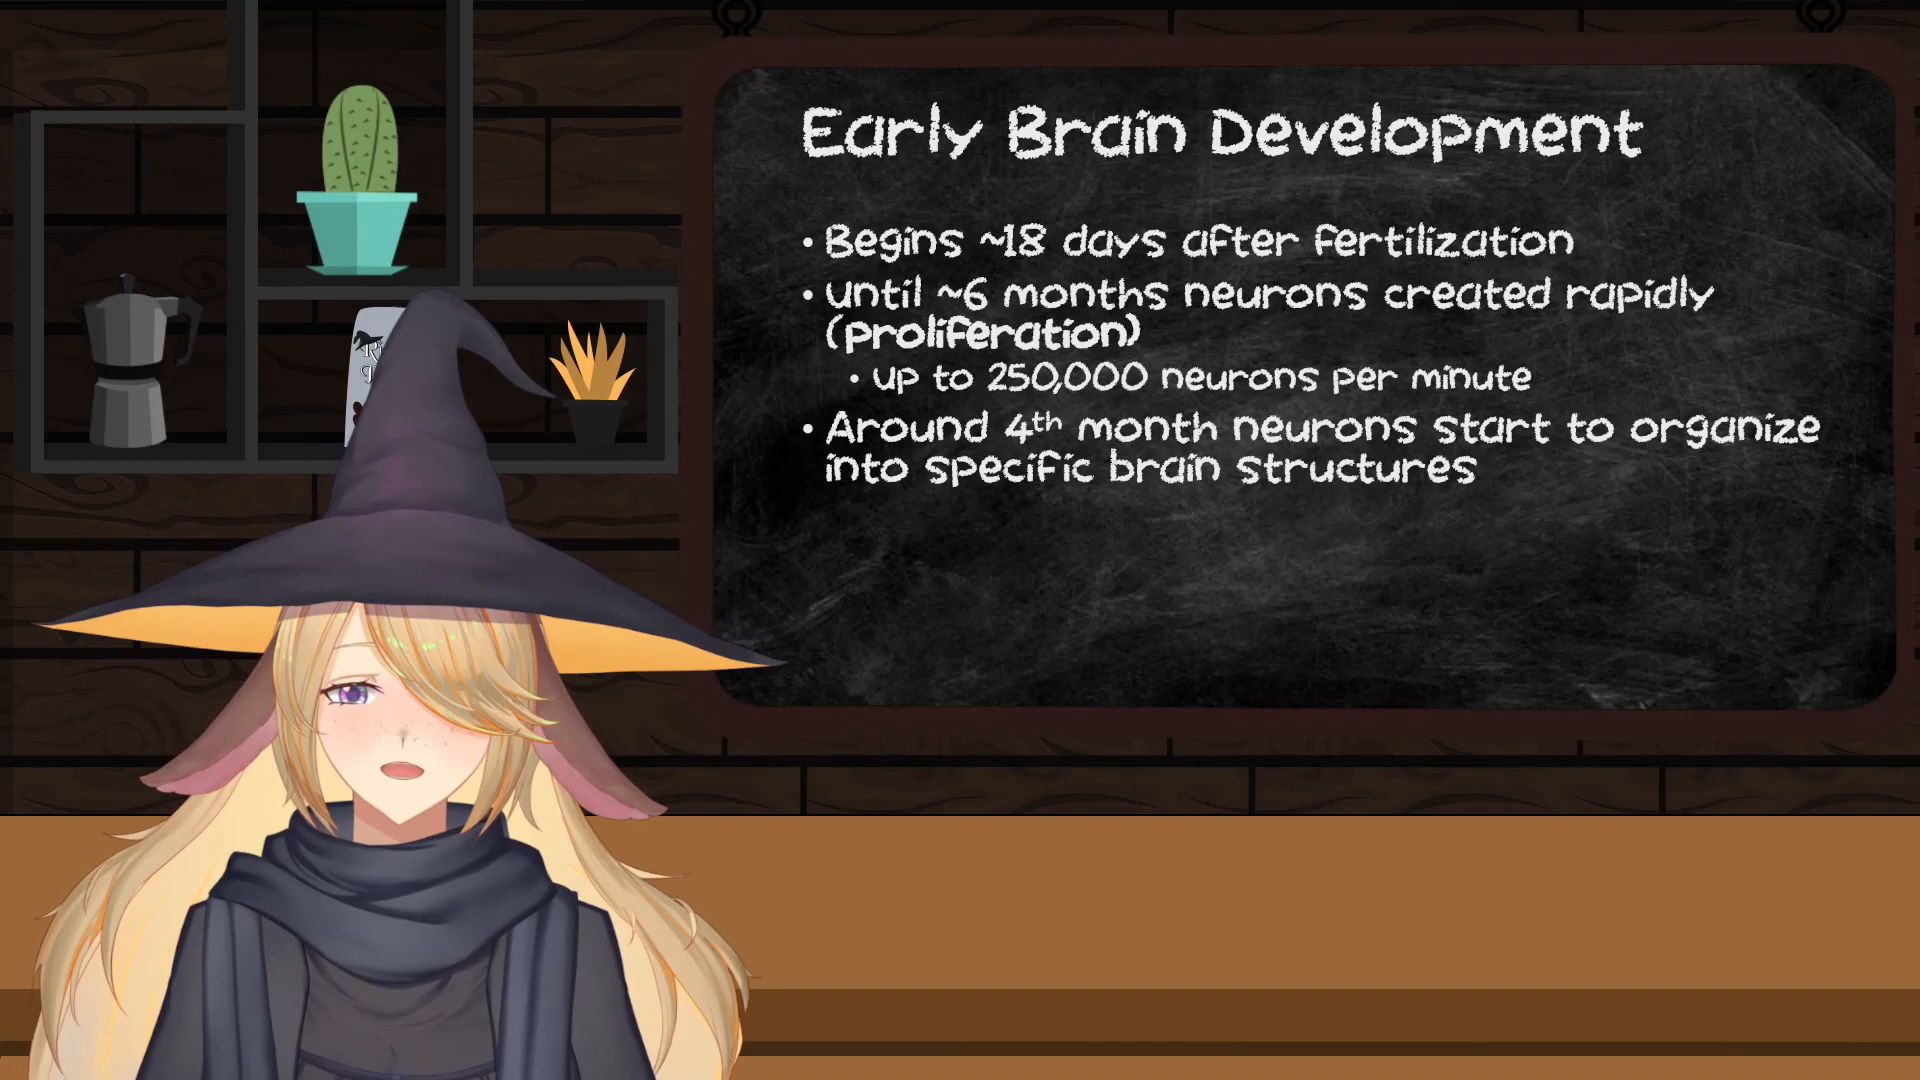 Early Brain Development
• Begins ~18 days after fertilization
• until ~6 months neurons created rapidly
(proliferation)
• up to 250,000 neurons per minute
• Around 4th month neurons start to organize
into specific brain structures